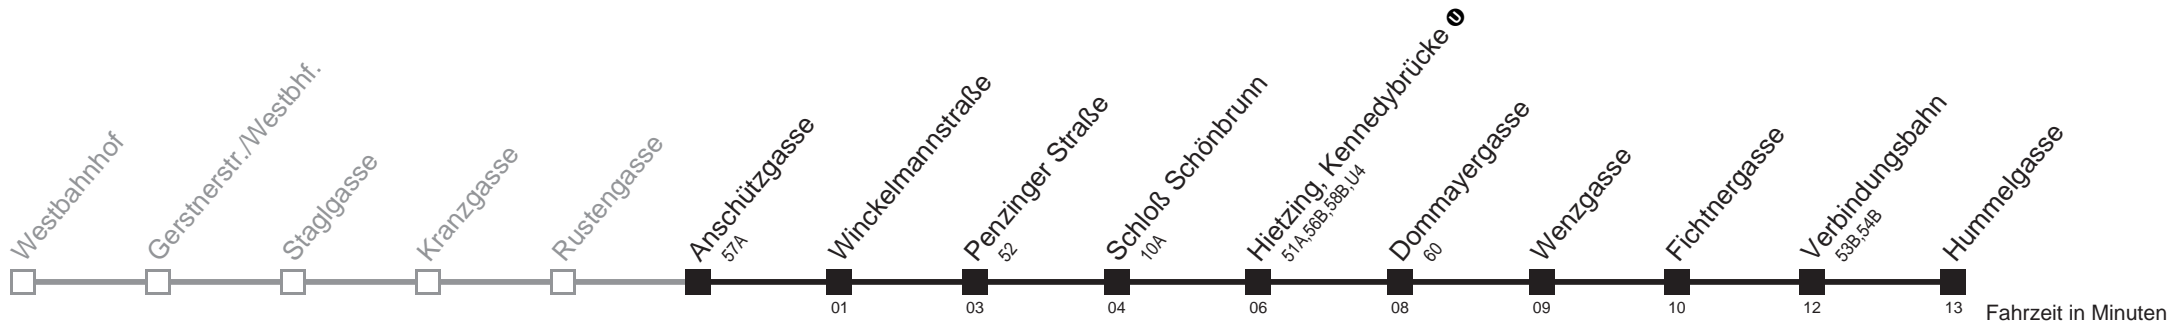 Westbahnhof
Gerstnerstr./Westbhf.
Staglgasse
Kranzgasse
Rustengasse
Anschützgasse
57A
Winckelmannstraße
Penzinger Straße
52
Schloß Schönbrunn
10A
Hietzing, Kennedybrücke U
51A,56B,58B,U4
Dommayergasse
60
Wenzgasse
Fichtnergasse
Verbindungsbahn
53B,54B
Hummelgasse
01 03 04 06 08 09 10 12 13 Fahrzeit in Minuten